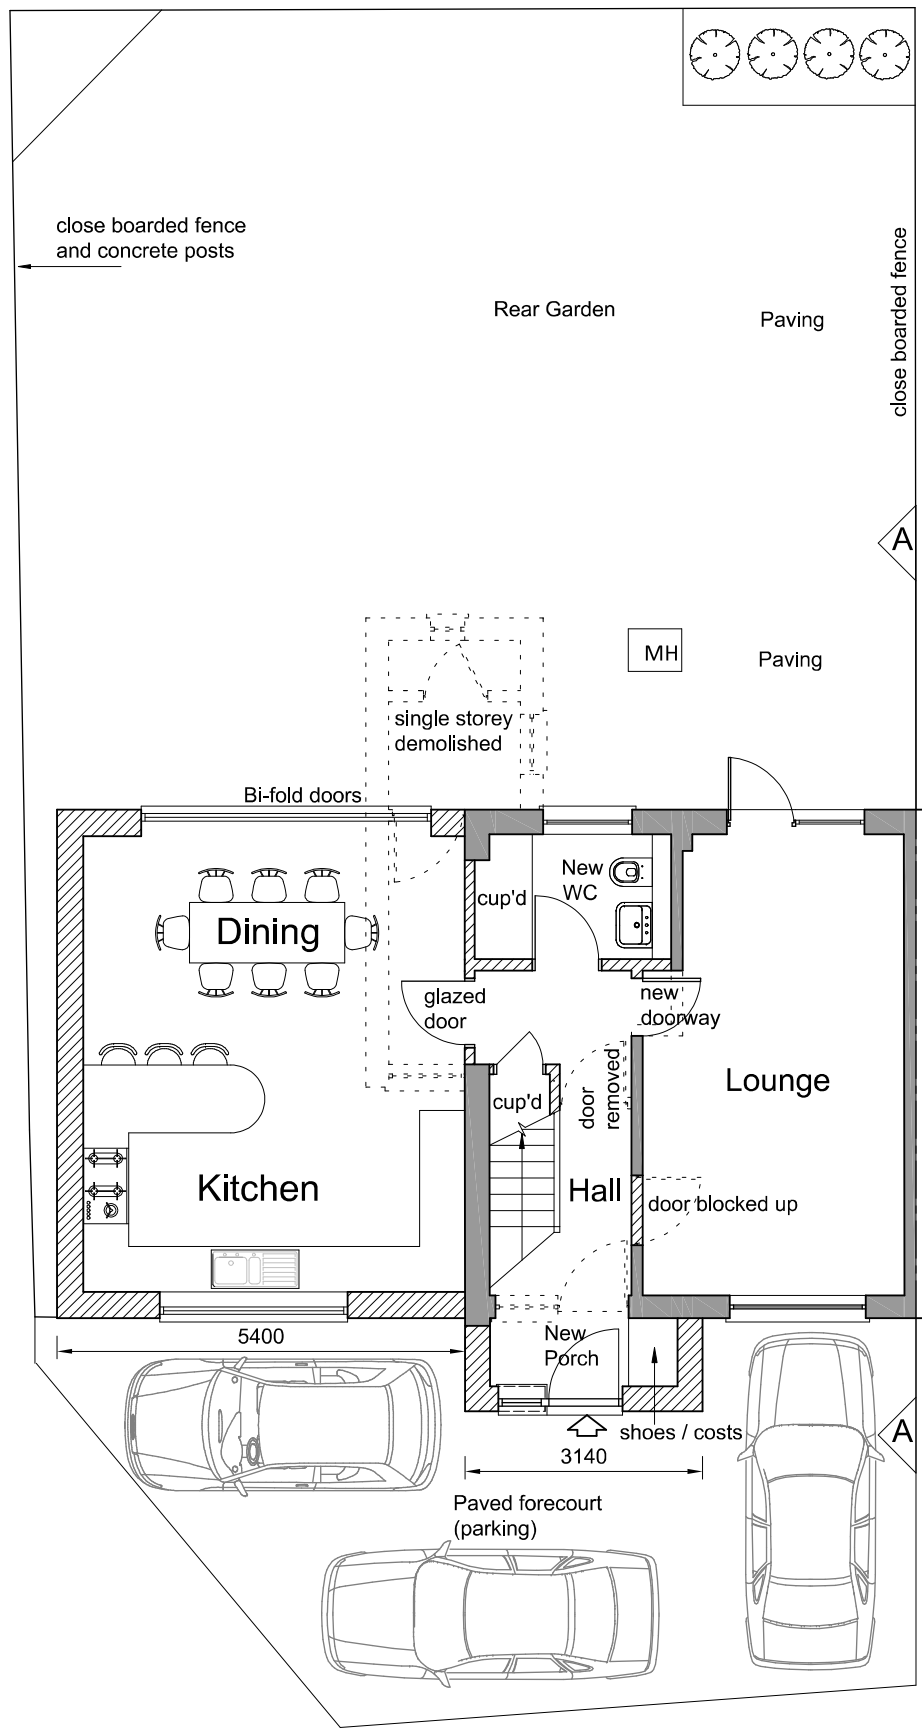 close boarded fence
and concrete posts
close boarded fence
Rear Garden
Paving
A
MH
Paving
single storey
demolished
Bi-fold doors
New
WC
cup'd
Dining
glazed
door
new
doorway
Lounge
cup'd
door
removed
Kitchen
Hall
door blocked up
5400
New
Porch
shoes / costs
A
3140
Paved forecourt
(parking)